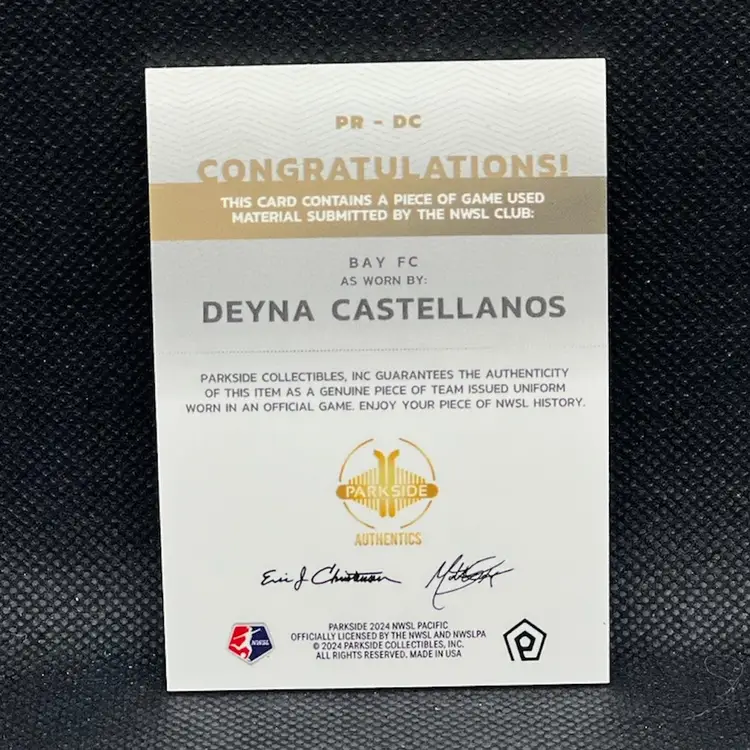 PR - DC
CONGRATULATIONS!
THIS CARD CONTAINS A PIECE OF GAME USED
MATERIAL SUBMITTED BY THE NWSL CLUB:
BAY FC
AS WORN BY:
DEYNA CASTELLANOS
PARKSIDE COLLECTIBLES, INC GUARANTEES THE AUTHENTICITY
OF THIS ITEM AS A GENUINE PIECE OF TEAM ISSUED UNIFORM
WORN IN AN OFFICIAL GAME. ENJOY YOUR PIECE OF NWSL HISTORY.
PARKSIDE
AUTHENTICS
Eric J. Christensen
NWSL
PARKSIDE 2024 NWSL PACIFIC
OFFICIALLY LICENSED BY THE NWSL AND NWSLPA
© 2024 PARKSIDE COLLECTIBLES, INC.
ALL RIGHTS RESERVED. MADE IN USA